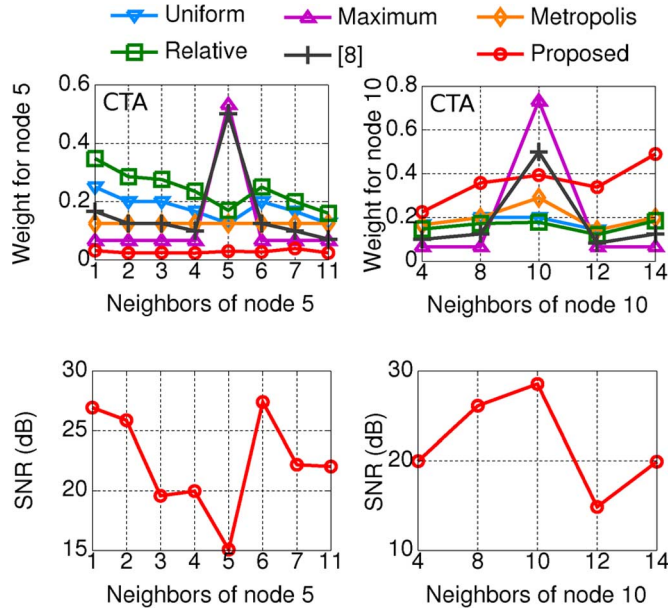 Uniform Maximum Metropolis
Relative [8] Proposed
Weight for node 5
0.6
0.4
0.2
0
CTA
1 2 3 4 5 6 7 11
Neighbors of node 5
Weight for node 10
0.8
0.6
0.4
0.2
0
CTA
4 8 10 12 14
Neighbors of node 10
SNR (dB)
30
25
20
15
1 2 3 4 5 6 7 11
Neighbors of node 5
SNR (dB)
30
20
10
4 8 10 12 14
Neighbors of node 10